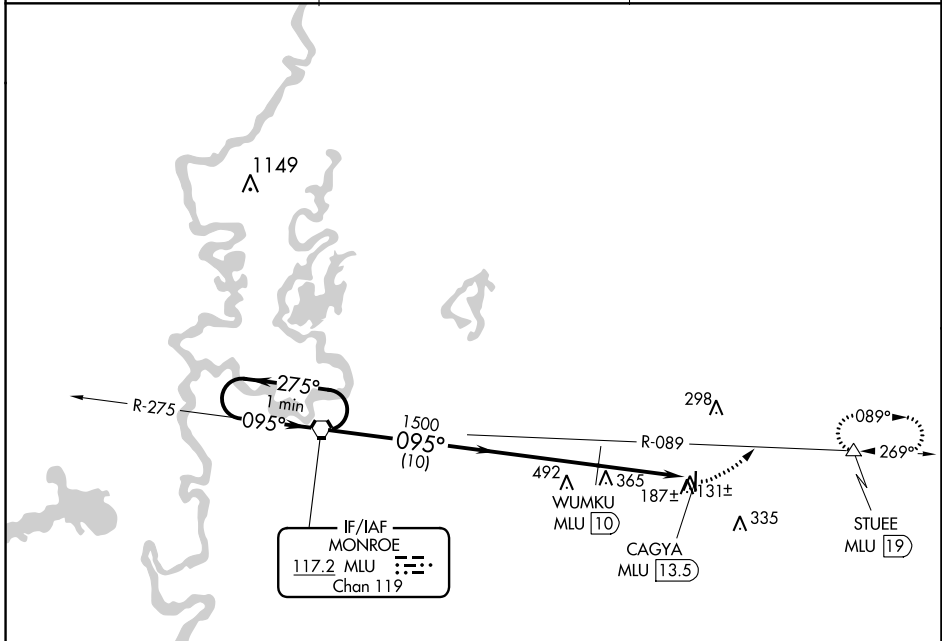 1149
275°
1 min
R-275
095°
1500
095°
(10)
R-089
298
089°
269°
492
365
187±
131±
WUMKU
MLU 10
335
CAGYA
MLU 13.5
STUEE
MLU 19
IF/IAF
MONROE
117.2 MLU
Chan 119